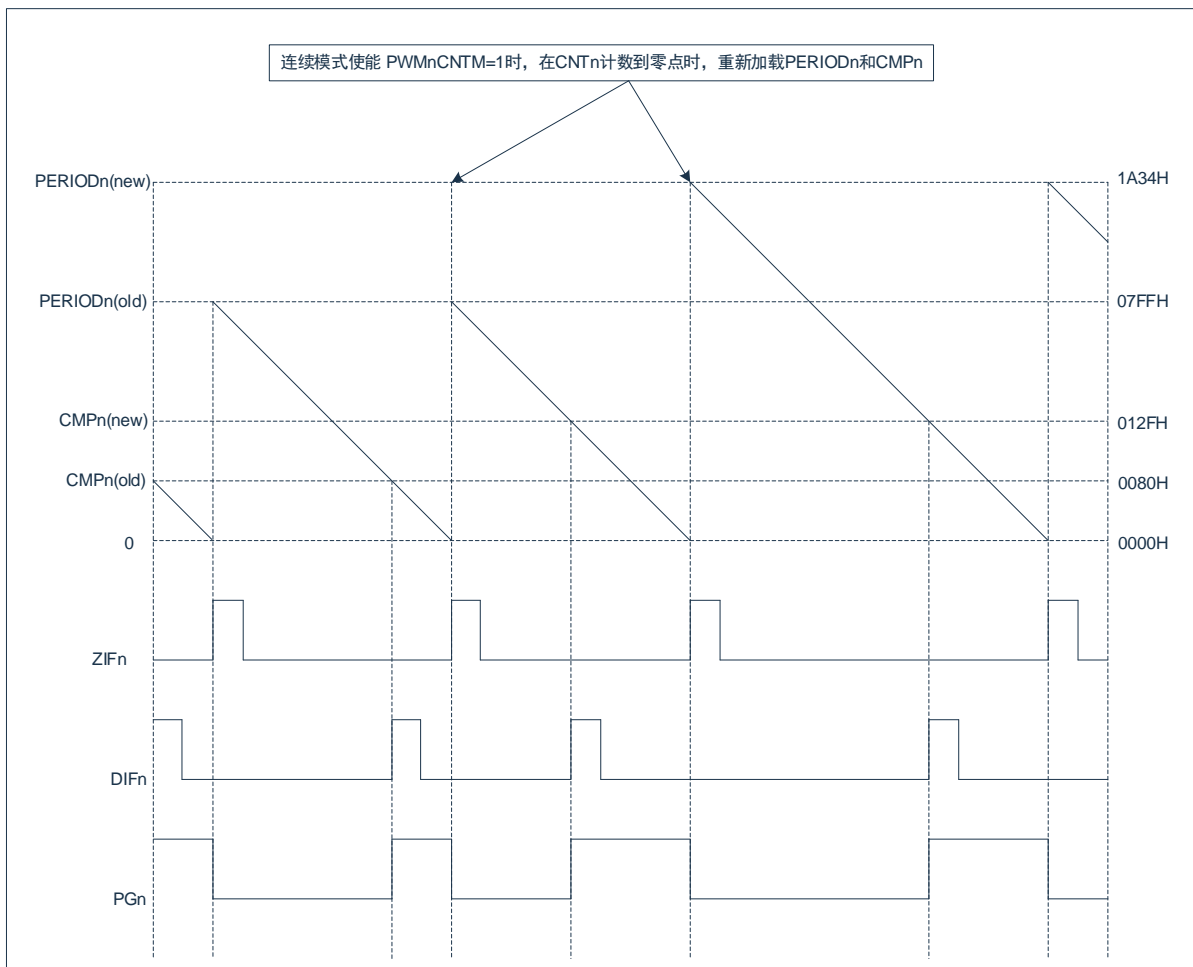 连续模式使能 PWMnCNTM=1时，在CNTn计数到零点时，重新加载PERIODn和CMPn
PERIODn(new)
1A34H
PERIODn(old)
07FFH
CMPn(new)
012FH
CMPn(old)
0080H
0
0000H
ZIFn
DIFn
PGn